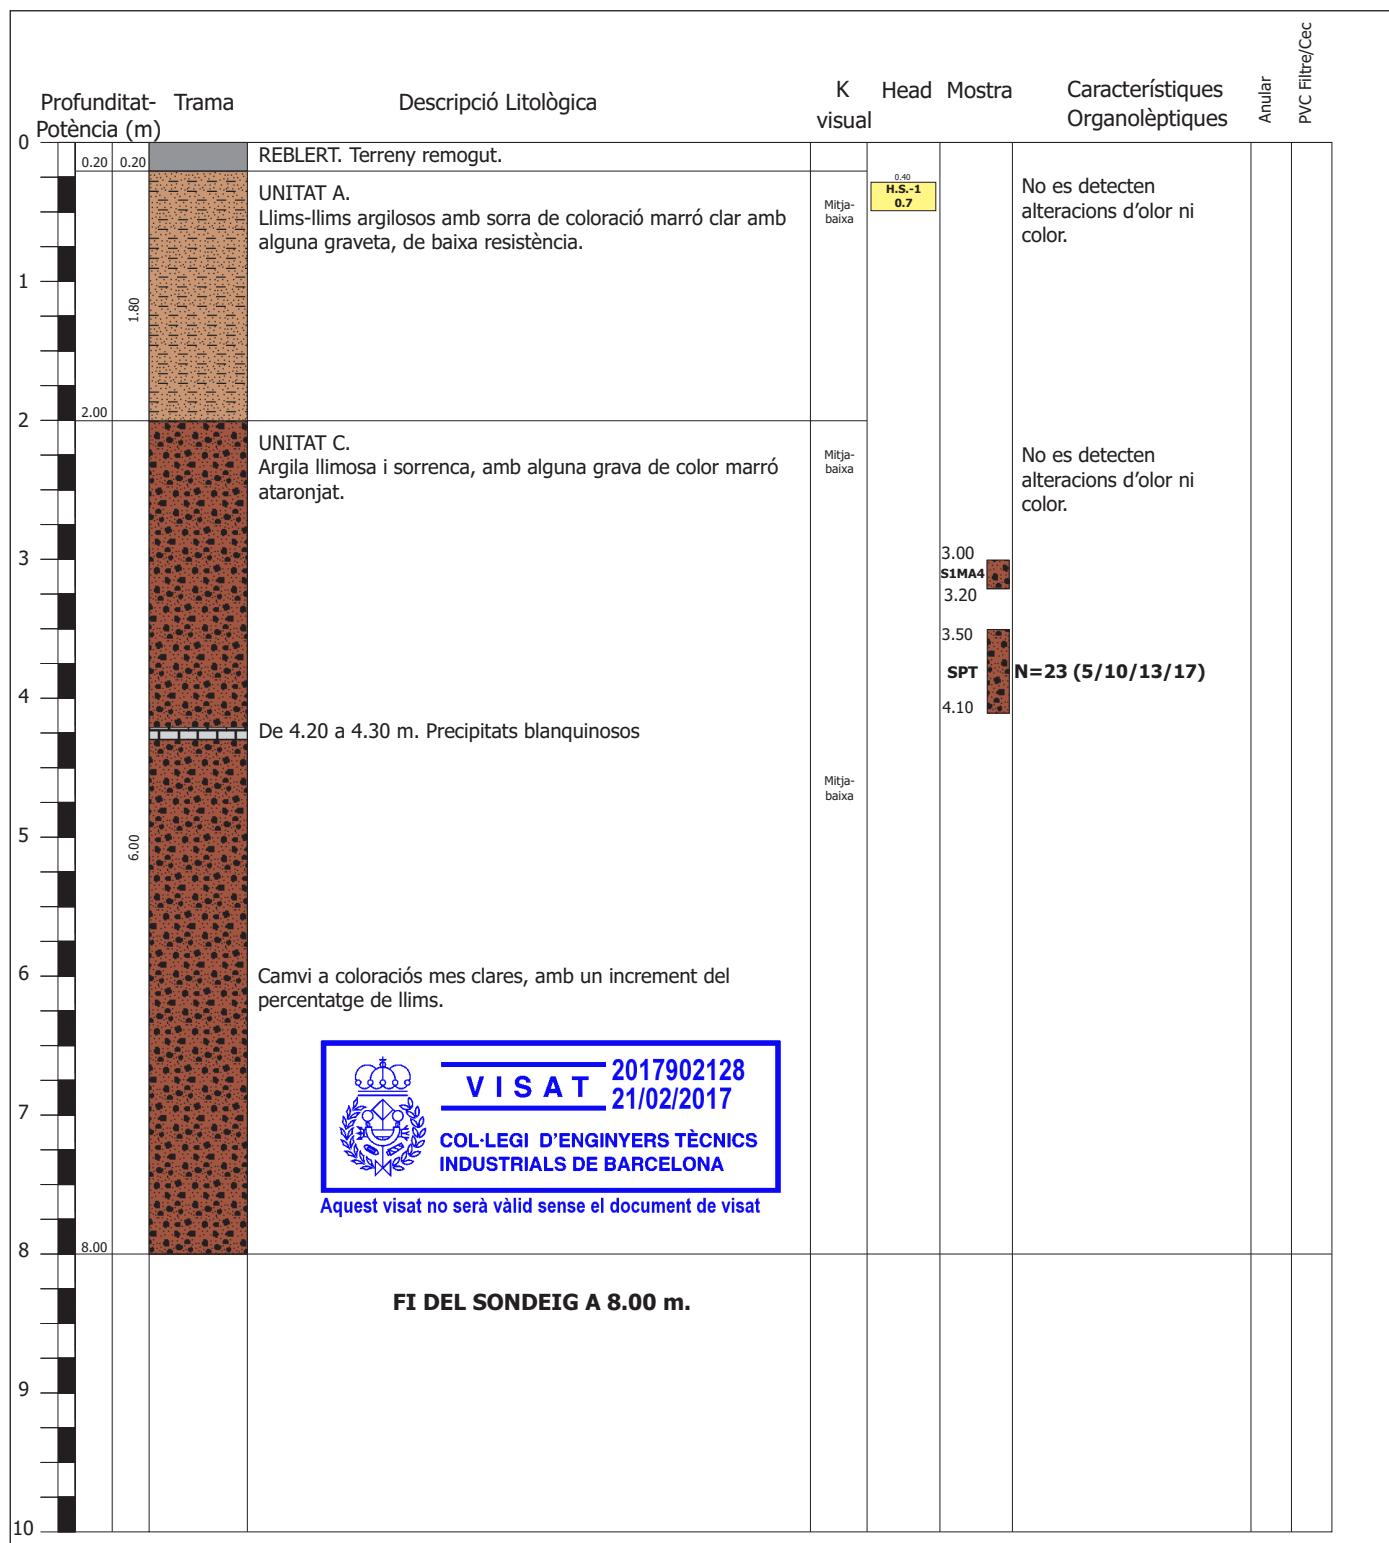 Profunditat-
Potència (m)
Trama
Descripció Litològica
K
visual
Head
Mostra
Característiques
Organolèptiques
Anular
PVC Filtre/Cec
0
0.20 0.20
REBLERT. Terreny remogut.
UNITAT A.
Llims-llims argilosos amb sorra de coloració marró clar amb
alguna graveta, de baixa resistència.
Mitja-
baixa
0.40
H.S.-1
0.7
No es detecten
alteracions d’olor ni
color.
1
1.80
2.00
2
UNITAT C.
Argila llimosa i sorrenca, amb alguna grava de color marró
ataronjat.
Mitja-
baixa
No es detecten
alteracions d’olor ni
color.
3
3.00
S1MA4
3.20
3.50
SPT
N=23 (5/10/13/17)
4.10
4
De 4.20 a 4.30 m. Precipitats blanquinosos
Mitja-
baixa
5
6.00
6
Camvi a coloraciós mes clares, amb un increment del
percentatge de llims.
VISAT
2017902128
21/02/2017
COL·LEGI D'ENGINYERS TÈCNICS
INDUSTRIALS DE BARCELONA
Aquest visat no serà vàlid sense el document de visat
7
8.00
8
FI DEL SONDEIG A 8.00 m.
9
10